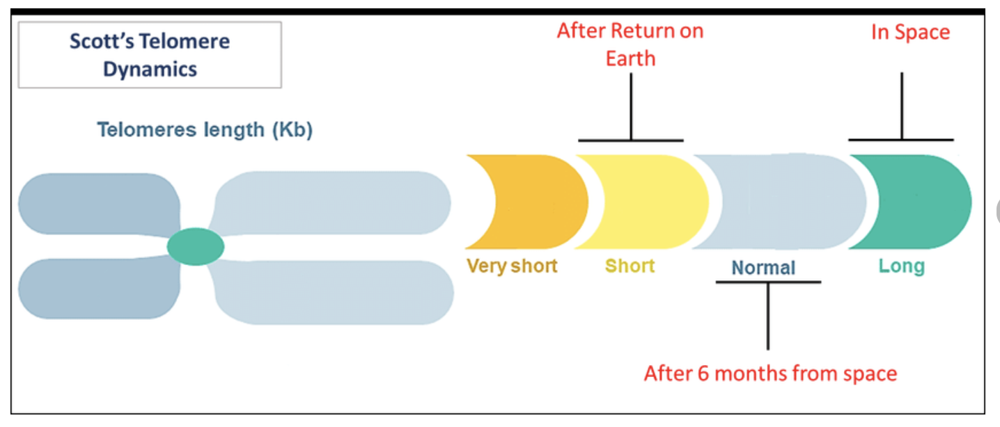 Scott’s Telomere
Dynamics
After Return on
Earth
In Space
Telomeres length (Kb)
Very short
Short
Normal
Long
After 6 months from space